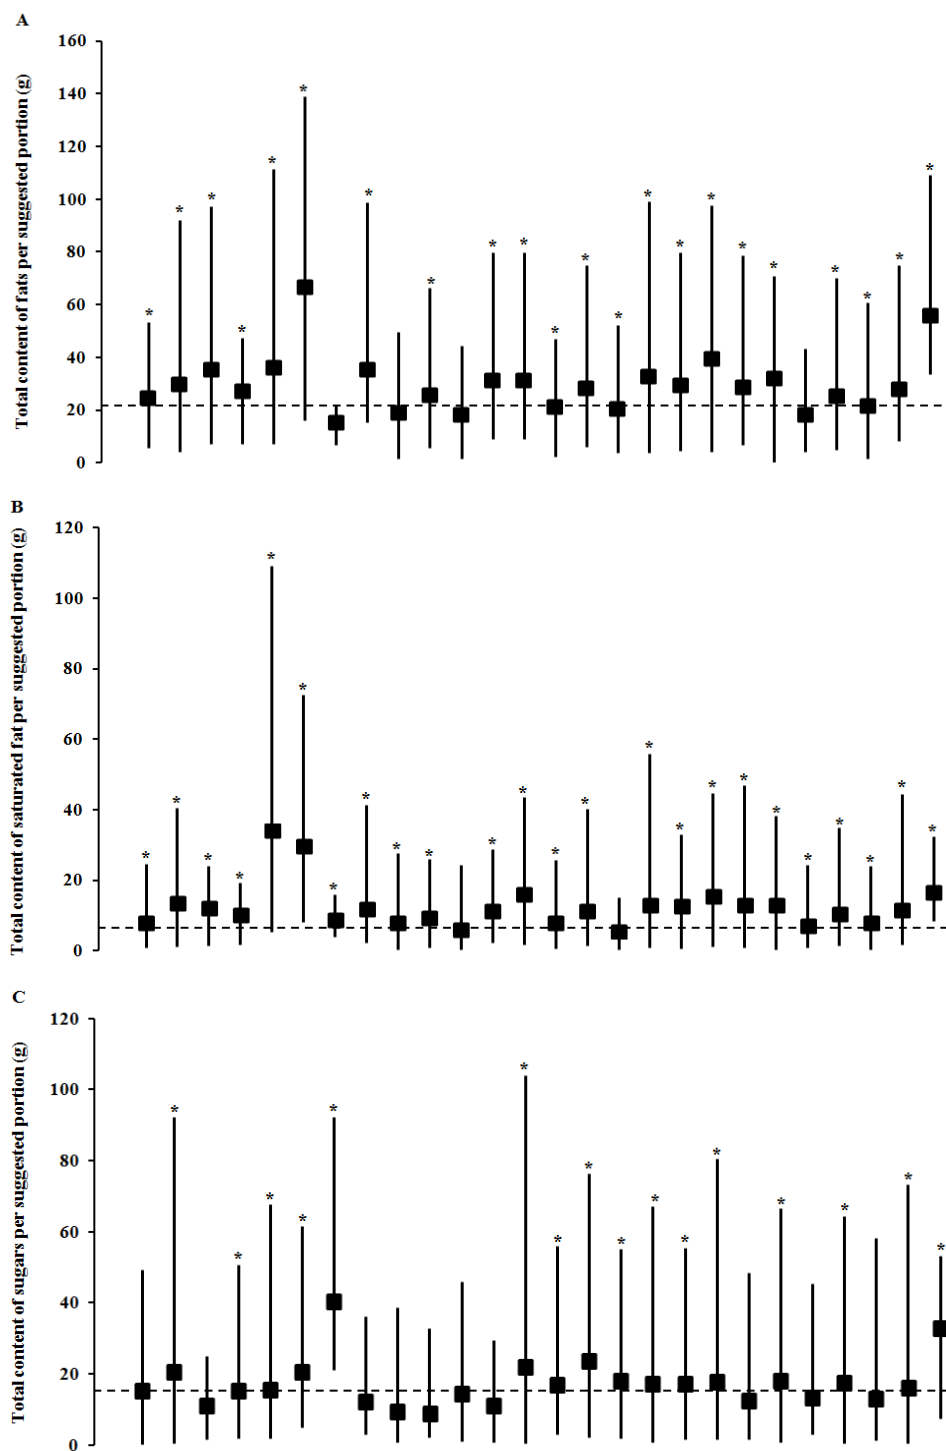 A
Total content of fats per suggested portion (g)
160
140
120
100
80
60
40
20
0
* * * * * * * * * * * * * * * * * * * * * *
B
Total content of saturated fat per suggested portion (g)
120
100
80
60
40
20
0
* * * * * * * * * * * * * * * * * * * * * * * *
C
Total content of sugars per suggested portion (g)
120
100
80
60
40
20
0
* * * * * * * * * * * * * * * *